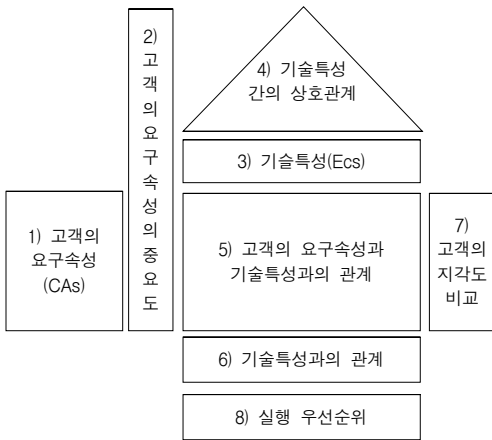 1) 고객의
요구속성
(CAs)
2)
고
객
의
요
구
속
성
의
중
요
도
4) 기술특성
간의 상호관계
3) 기슬특성(Ecs)
5) 고객의 요구속성과
기술특성과의 관계
7)
고객의
지각도
비교
6) 기술특성과의 관계
8) 실행 우선순위